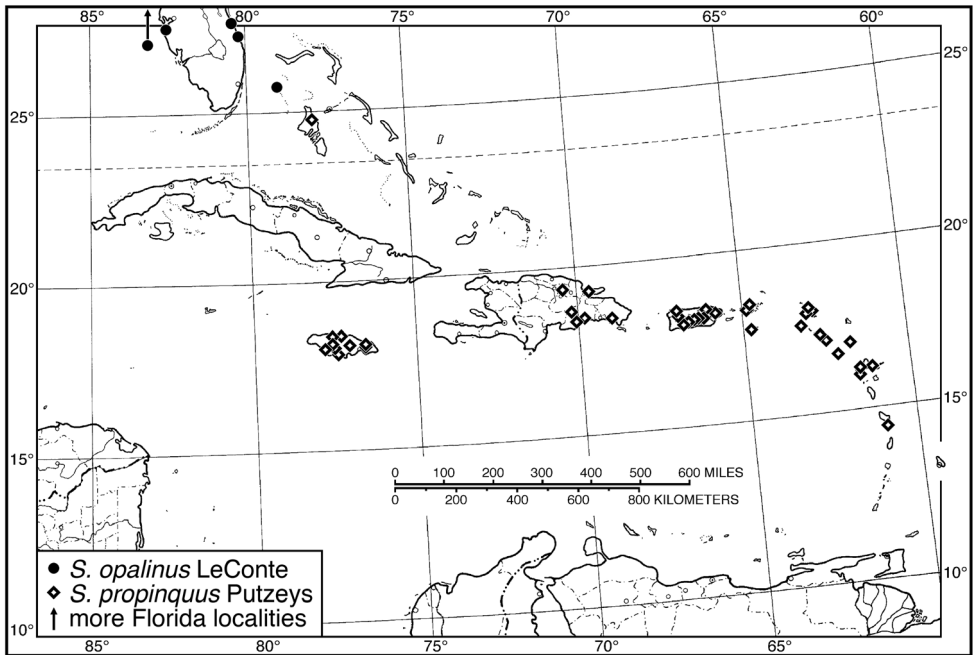 85° 80° 75° 70° 65° 60°
25°
25°
20°
20°
15°
15°
10°
10°
0 100 200 300 400 500 600 MILES
0 200 400 600 800 KILOMETERS
S. opalinus LeConte
S. propinquus Putzeys
more Florida localities
85° 80° 75° 70° 65°